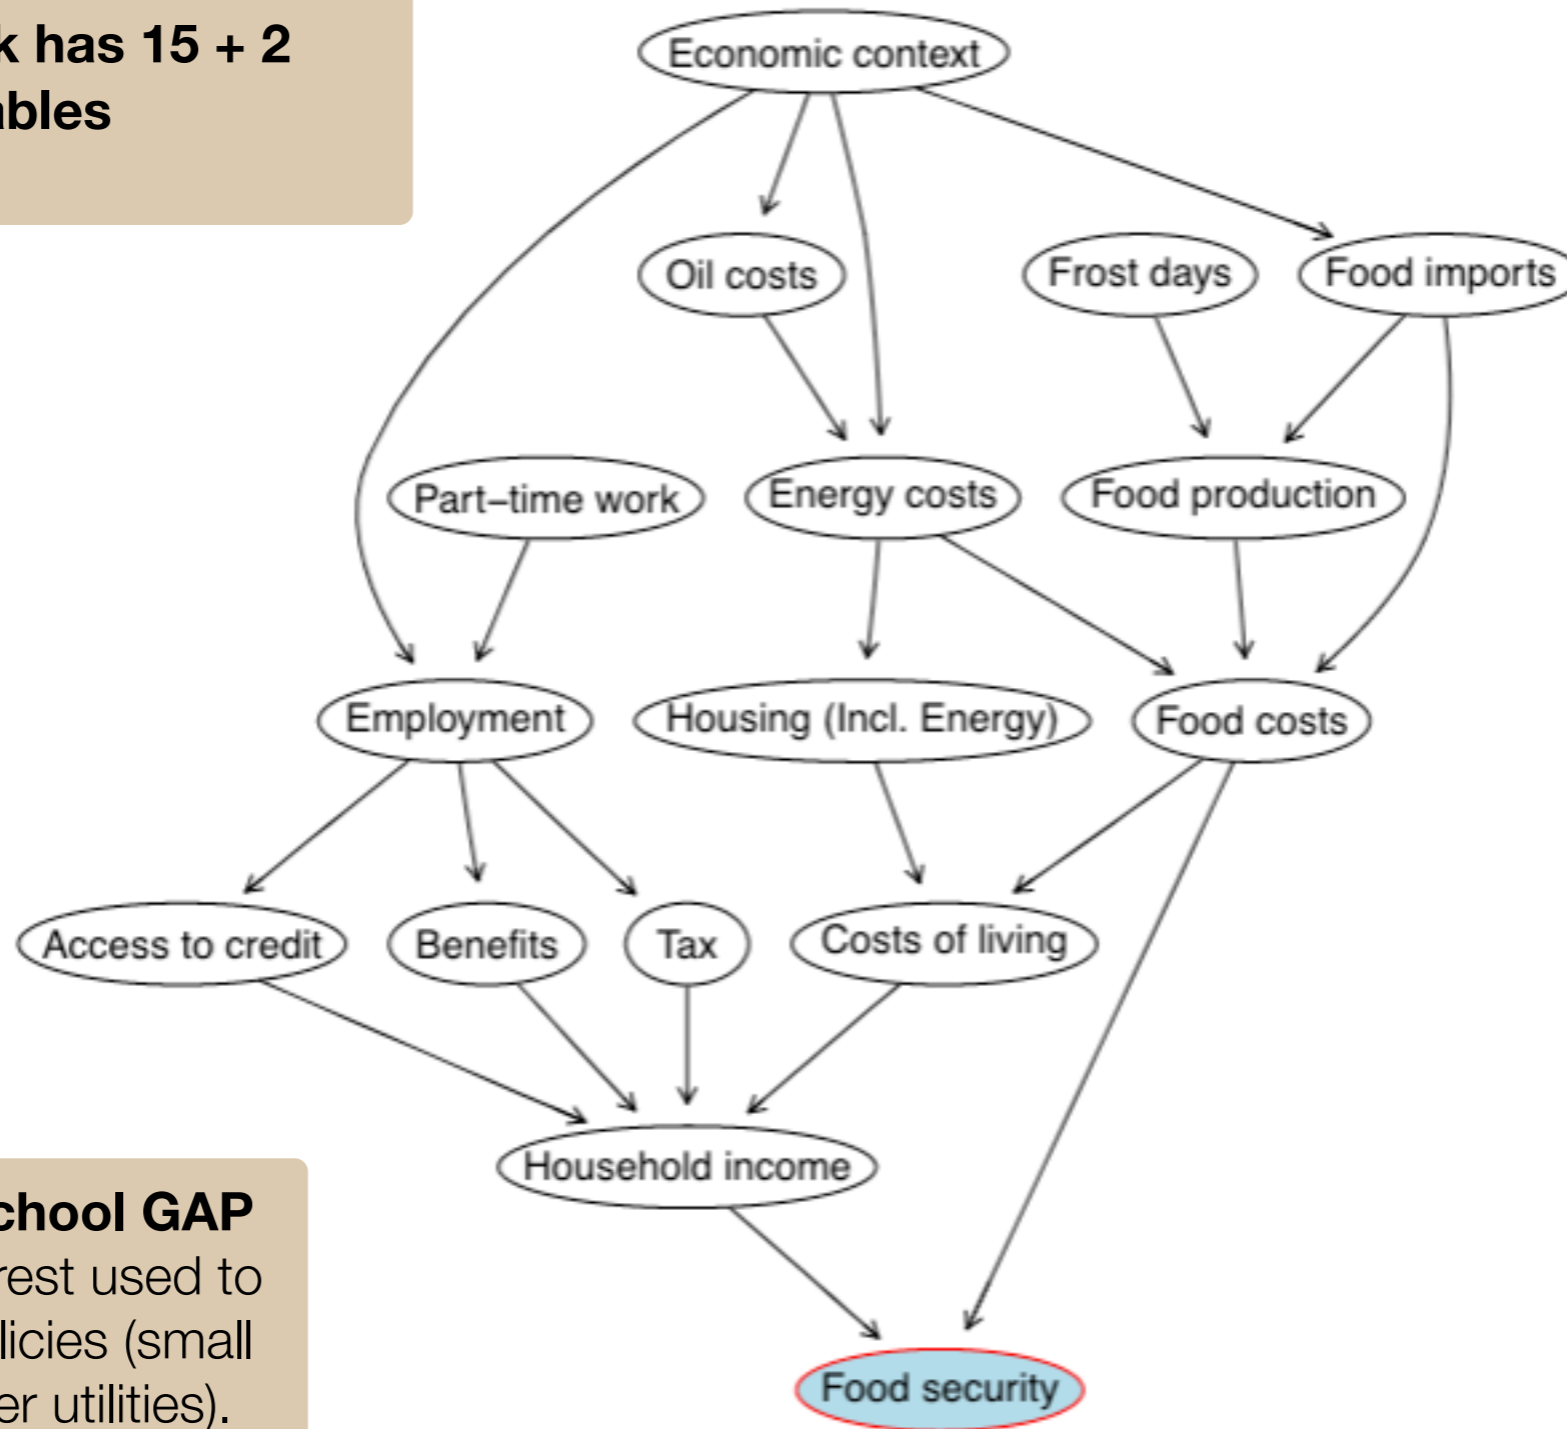 k has 15 + 2
ables
Economic context
Oil costs
Frost days
Food imports
Part–time work
Energy costs
Food production
Employment
Housing (Incl. Energy)
Food costs
Access to credit
Benefits
Tax
Costs of living
Household income
Food security
chool GAP
rest used to
licies (small
er utilities).